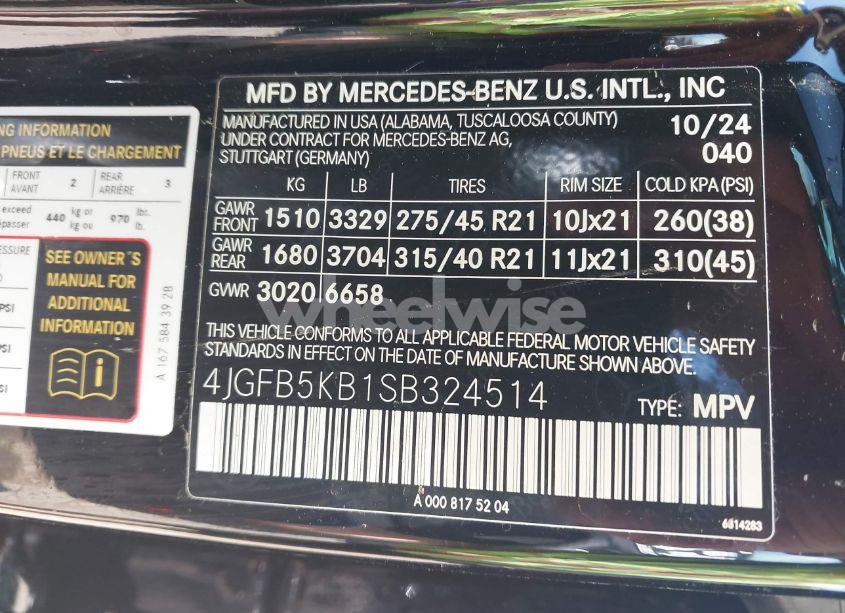 NG INFORMATION
PNEUS ET LE CHARGEMENT
FRONT
AVANT
2
REAR
ARRIÈRE
3
exceed
passer
440
kg or
kg ou
970
lbs.
lb.
ESSURE
SEE OWNER´S
MANUAL FOR
ADDITIONAL
INFORMATION
PSI
PSI
A 167 584 39 28
MFD BY MERCEDES-BENZ U.S. INTL., INC
MANUFACTURED IN USA (ALABAMA, TUSCALOOSA COUNTY)
UNDER CONTRACT FOR MERCEDES-BENZ AG,
STUTTGART (GERMANY)
10/24
040
KG LB TIRES RIM SIZE COLD KPA (PSI)
GAWR FRONT 1510 3329 275/45 R21 10Jx21 260(38)
GAWR REAR 1680 3704 315/40 R21 11Jx21 310(45)
GVWR 3020 6658
wheelwise
THIS VEHICLE CONFORMS TO ALL APPLICABLE FEDERAL MOTOR VEHICLE SAFETY
STANDARDS IN EFFECT ON THE DATE OF MANUFACTURE SHOWN ABOVE.
4JGFB5KB1SB324514
TYPE: MPV
A 000 817 52 04
6814283